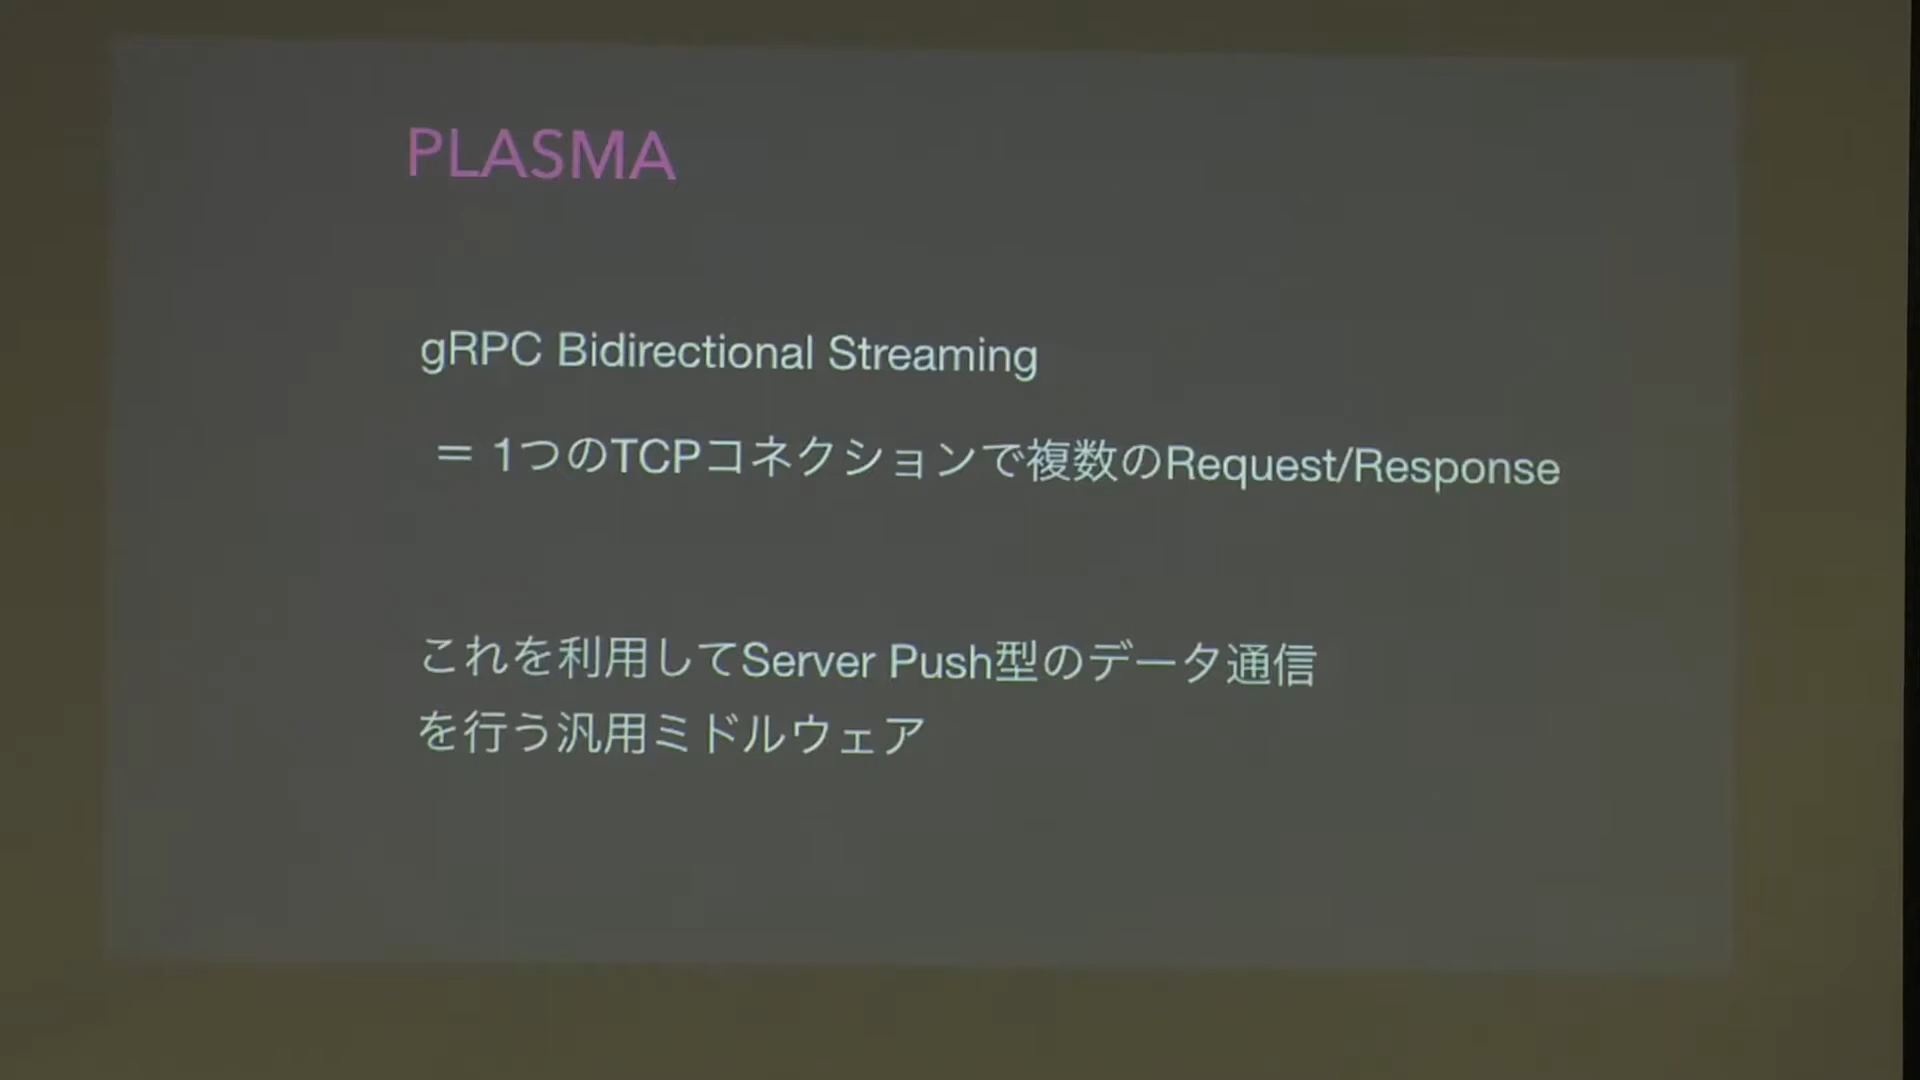 PLASMA
gRPC Bidirectional Streaming
= 1つのTCPコネクションで複数のRequest/Response
これを利用してServer Push型のデータ通信
を行う汎用ミドルウェア